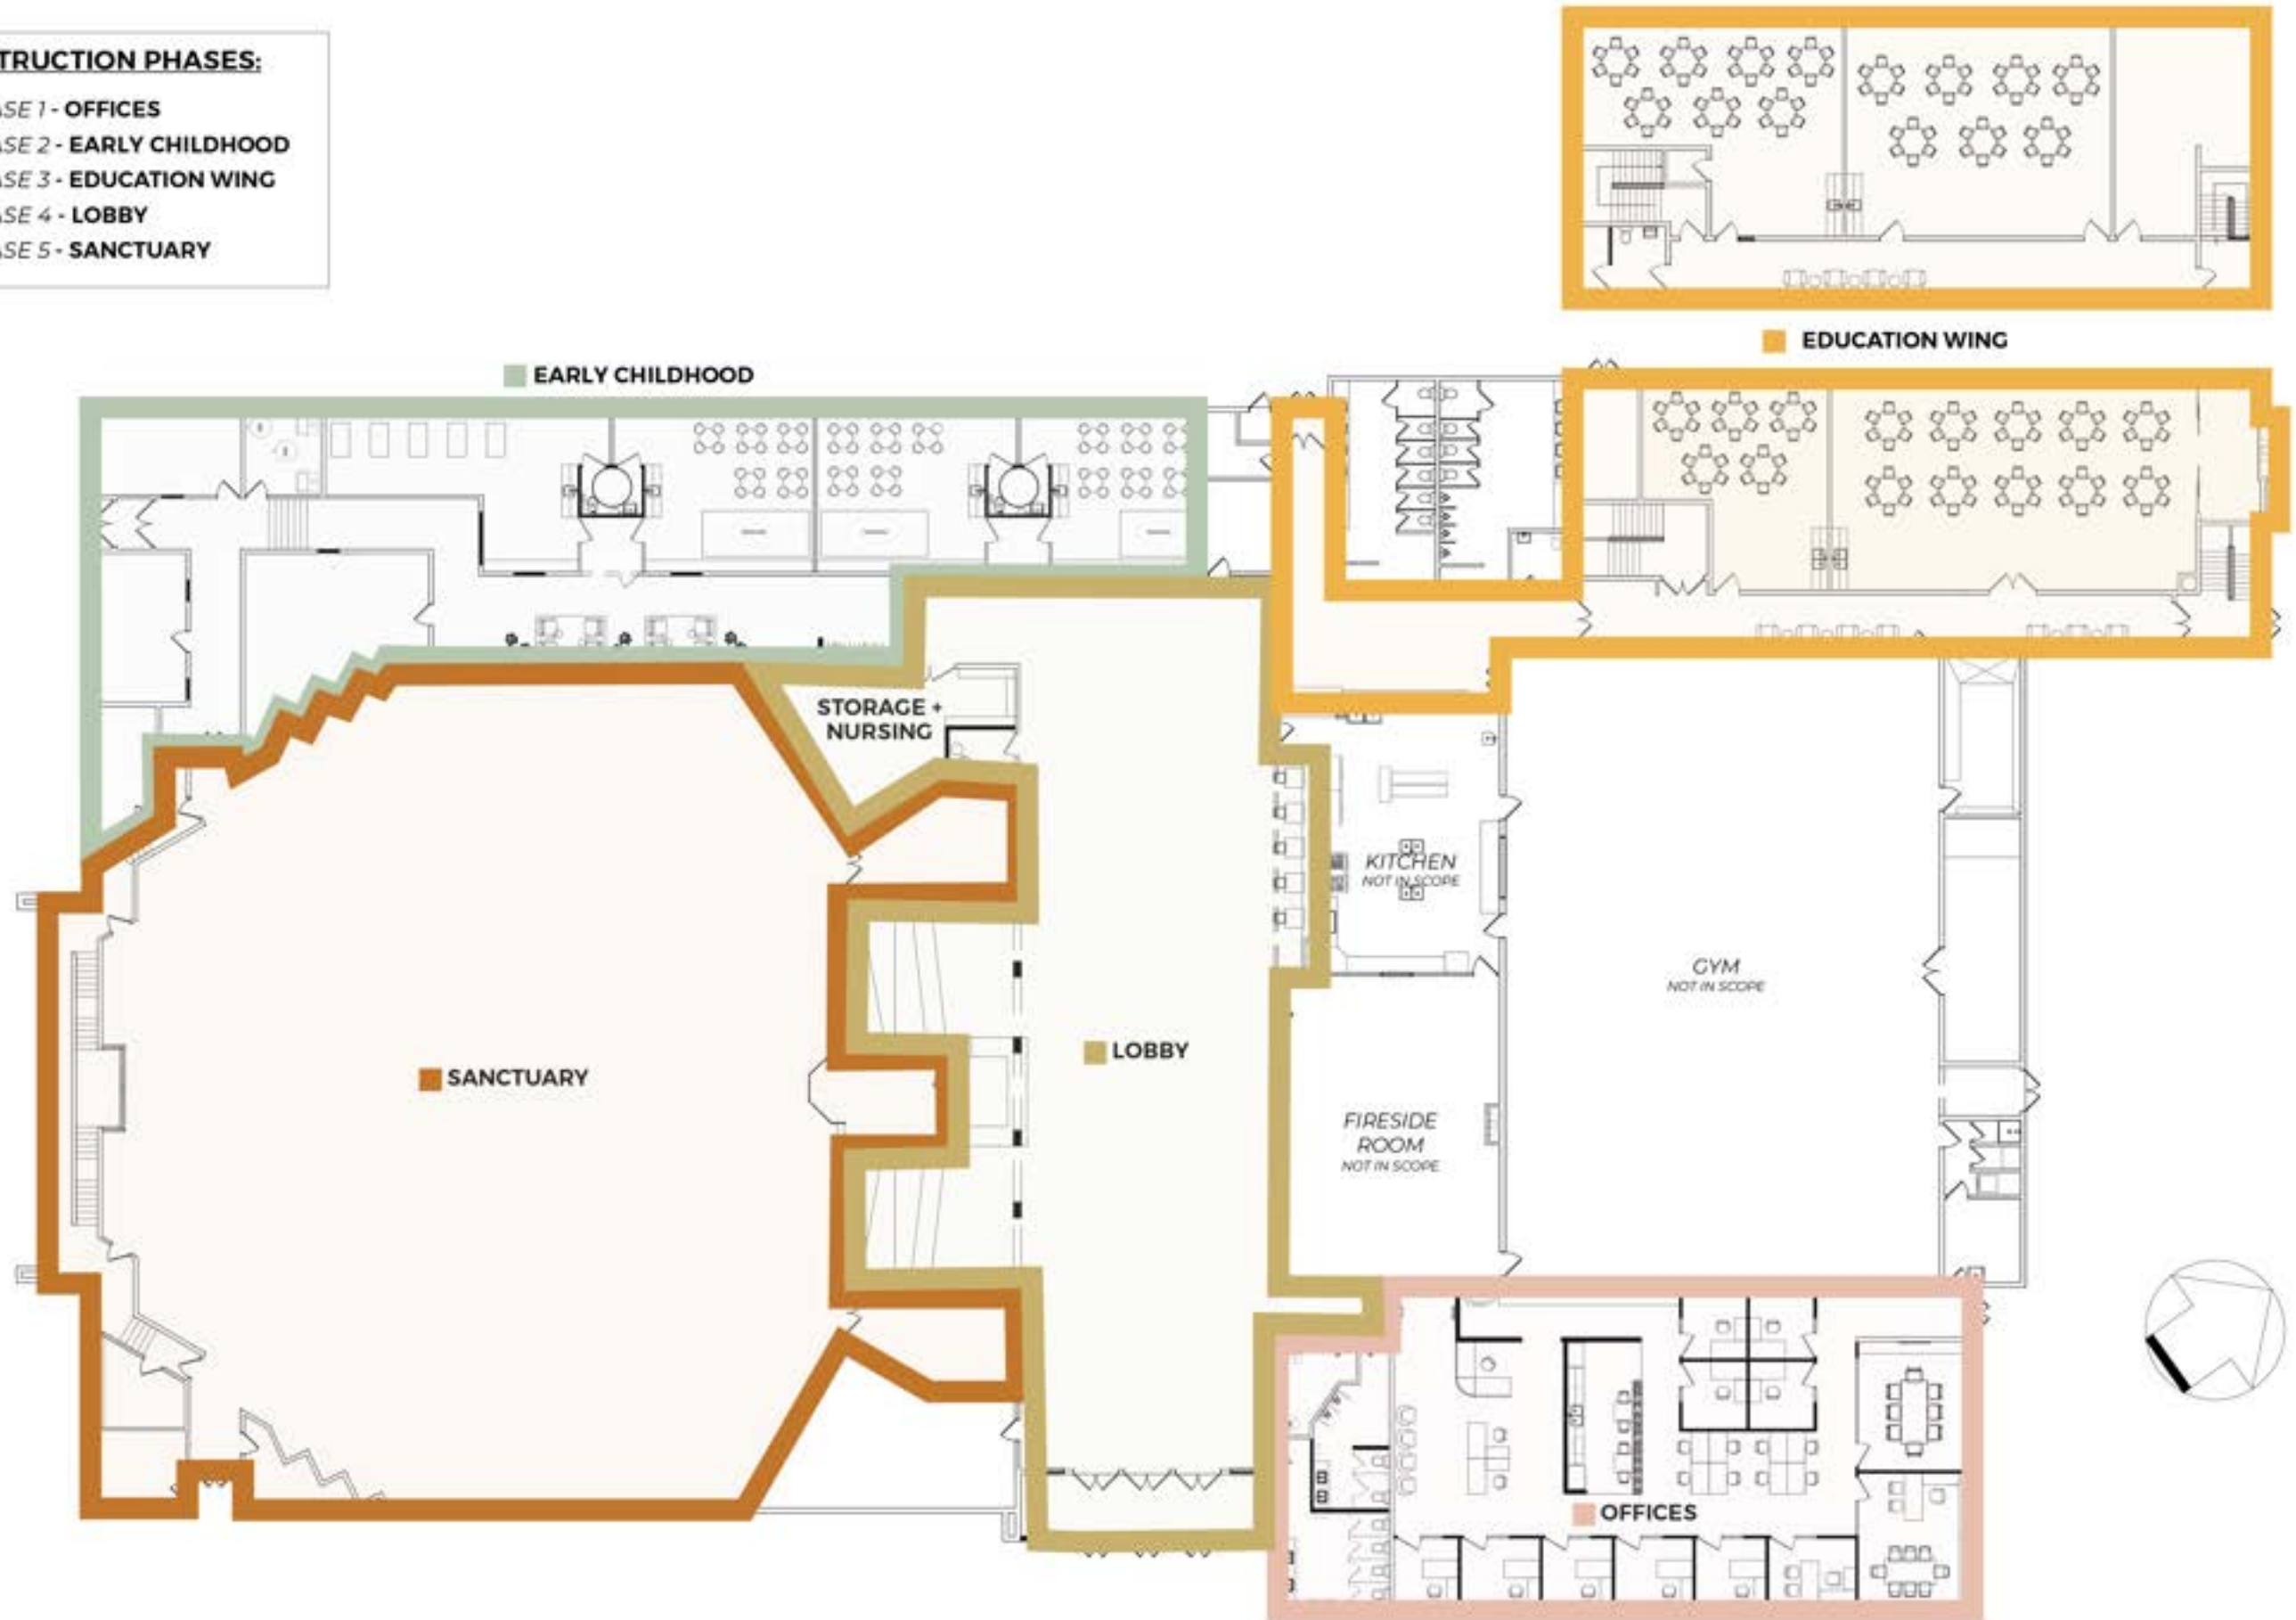 TRUCTION PHASES:
ASE 1 - OFFICES
ASE 2 - EARLY CHILDHOOD
ASE 3 - EDUCATION WING
ASE 4 - LOBBY
ASE 5 - SANCTUARY
EDUCATION WING
EARLY CHILDHOOD
STORAGE +
NURSING
KITCHEN
NOT IN SCOPE
GYM
NOT IN SCOPE
LOBBY
SANCTUARY
FIRESIDE
ROOM
NOT IN SCOPE
OFFICES